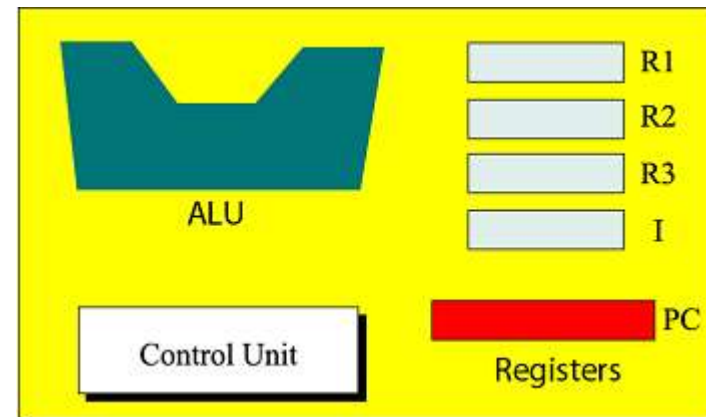 R1
R2
R3
I
ALU
PC
Control Unit
Registers